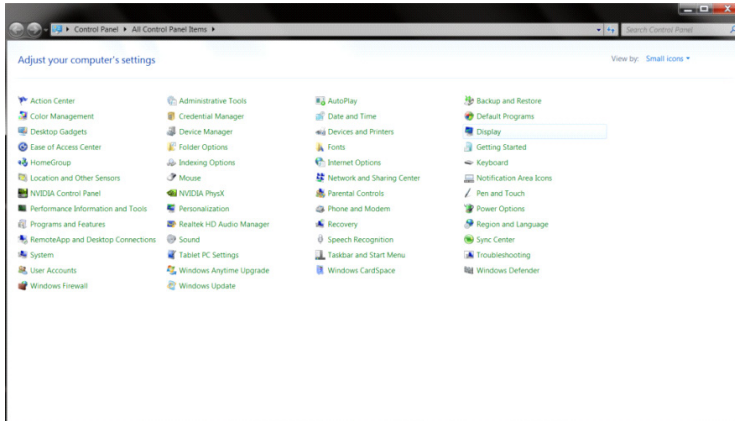 Control Panel All Control Panel Items Search Control Panel
Adjust your computer's settings View by: Small icons
Action Center Administrative Tools AutoPlay Backup and Restore
Color Management Credential Manager Date and Time Default Programs
Desktop Gadgets Device Manager Devices and Printers Display
Ease of Access Center Folder Options Fonts Getting Started
HomeGroup Indexing Options Internet Options Keyboard
Location and Other Sensors Mouse Network and Sharing Center Notification Area Icons
NVIDIA Control Panel NVIDIA PhysX Parental Controls Pen and Touch
Performance Information and Tools Personalization Phone and Modem Power Options
Programs and Features Realtek HD Audio Manager Recovery Region and Language
RemoteApp and Desktop Connections Sound Speech Recognition Sync Center
System Tablet PC Settings Taskbar and Start Menu Troubleshooting
User Accounts Windows Anytime Upgrade Windows CardSpace Windows Defender
Windows Firewall Windows Update